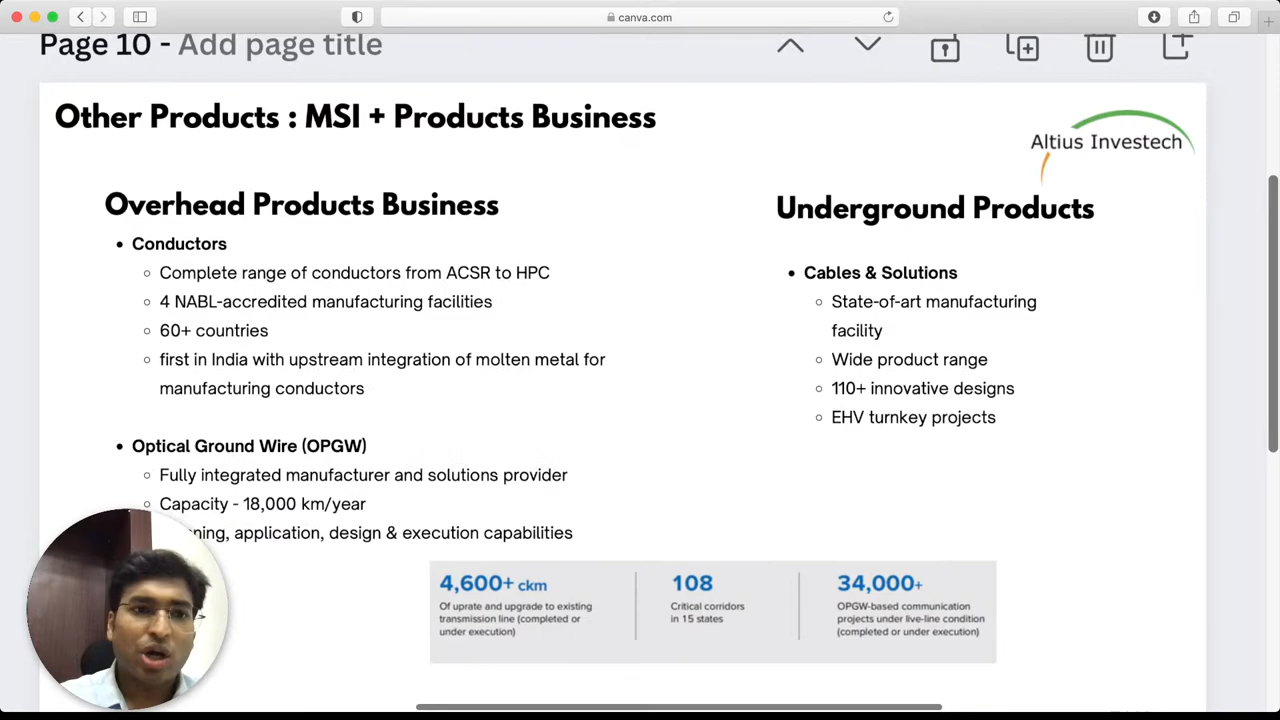 canva.com
Page 10 - Add page title
Other Products : MSI + Products Business
Altius Investech
Overhead Products Business
Conductors
Complete range of conductors from ACSR to HPC
4 NABL-accredited manufacturing facilities
60+ countries
first in India with upstream integration of molten metal for
manufacturing conductors
Optical Ground Wire (OPGW)
Fully integrated manufacturer and solutions provider
Capacity - 18,000 km/year
application, design & execution capabilities
Underground Products
Cables & Solutions
State-of-art manufacturing
facility
Wide product range
110+ innovative designs
EHV turnkey projects
4,600+ ckm
Of uprate and upgrade to existing
transmission line (completed or
under execution)
108
Critical corridors
in 15 states
34,000+
OPGW-based communication
projects under live-line condition
(completed or under execution)